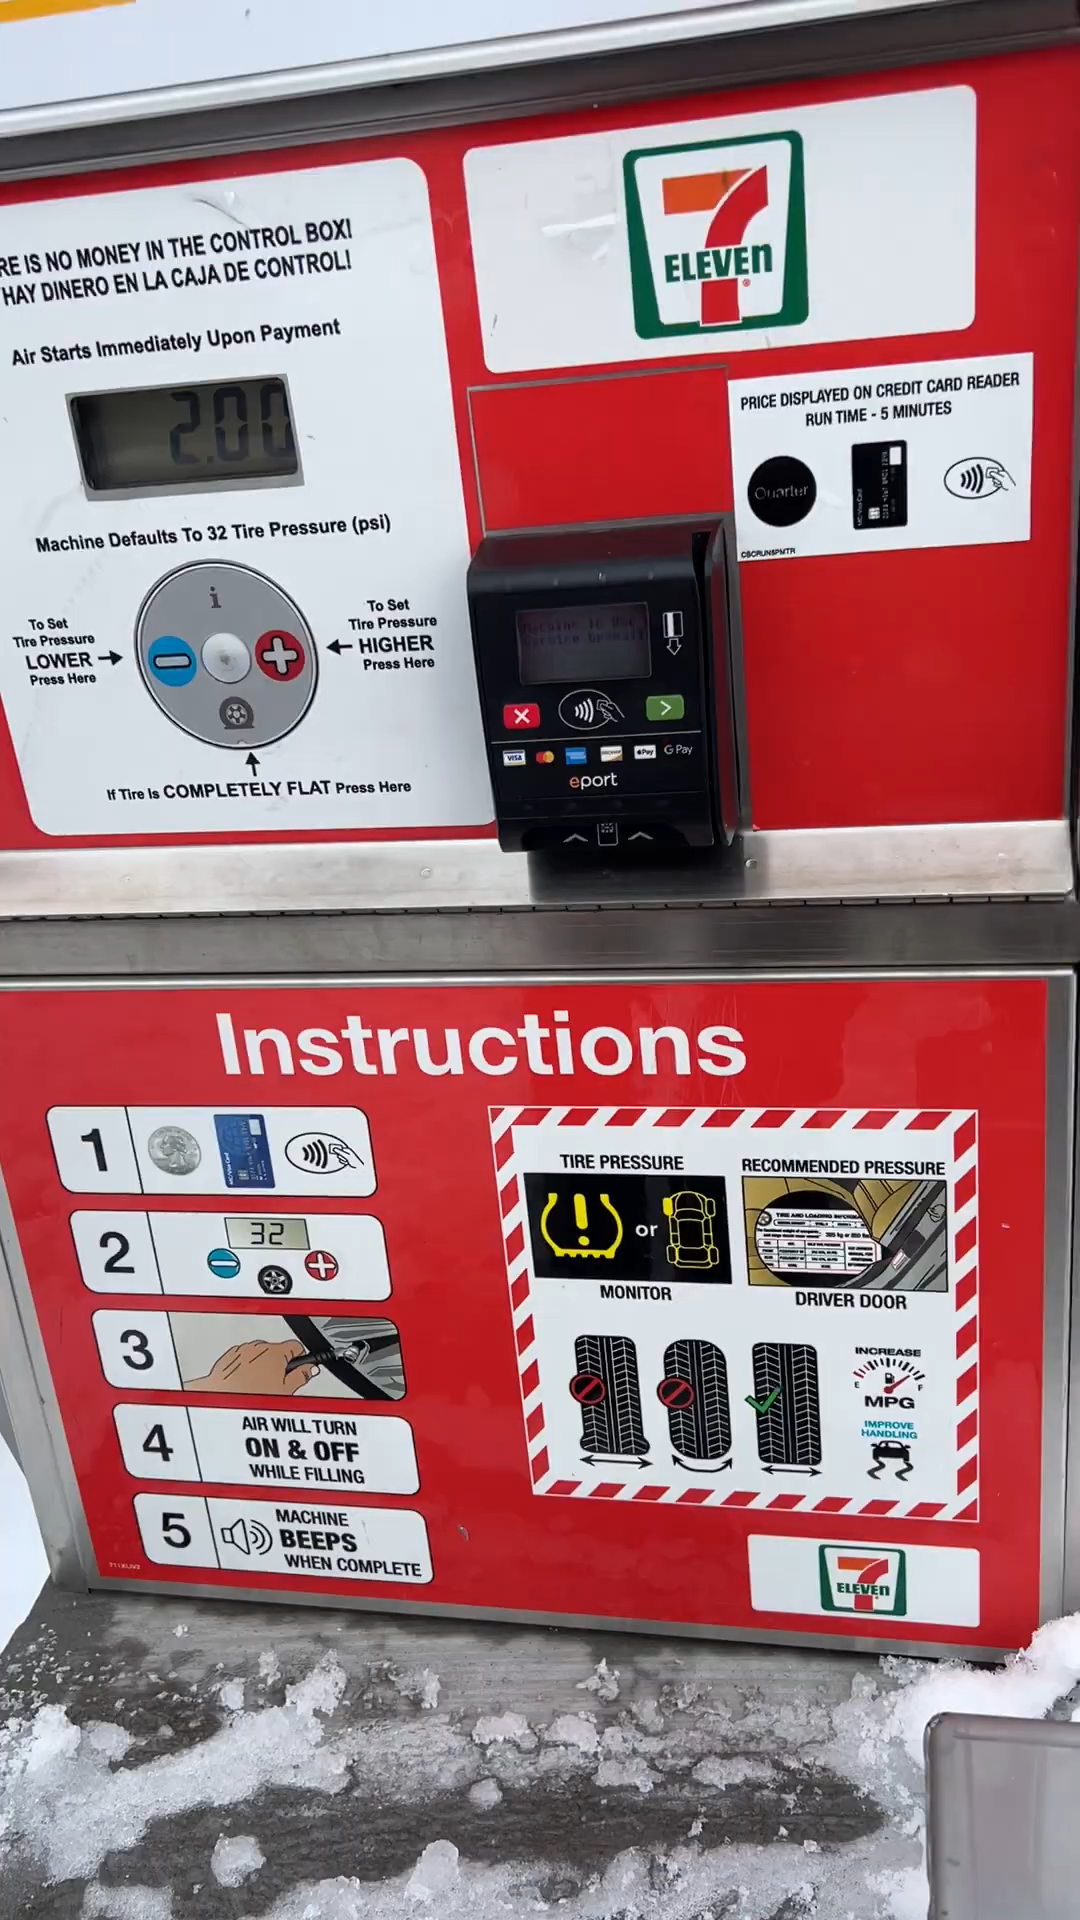 RE IS NO MONEY IN THE CONTROL BOX!
HAY DINERO EN LA CAJA DE CONTROL!
Air Starts Immediately Upon Payment
2.00
Machine Defaults To 32 Tire Pressure (psi)
i
To Set
Tire Pressure
LOWER
Press Here
To Set
Tire Pressure
HIGHER
Press Here
If Tire Is COMPLETELY FLAT Press Here
7
ELEVEn
PRICE DISPLAYED ON CREDIT CARD READER
RUN TIME - 5 MINUTES
Quarter
VISA
Pay
G Pay
eport
Instructions
1
2
32
3
4
AIR WILL TURN
ON & OFF
WHILE FILLING
5
MACHINE
BEEPS
WHEN COMPLETE
TIRE PRESSURE
or
MONITOR
RECOMMENDED PRESSURE
TIRE AND LOADING
DRIVER DOOR
INCREASE
E F
MPG
IMPROVE
HANDLING
7
ELEVEn